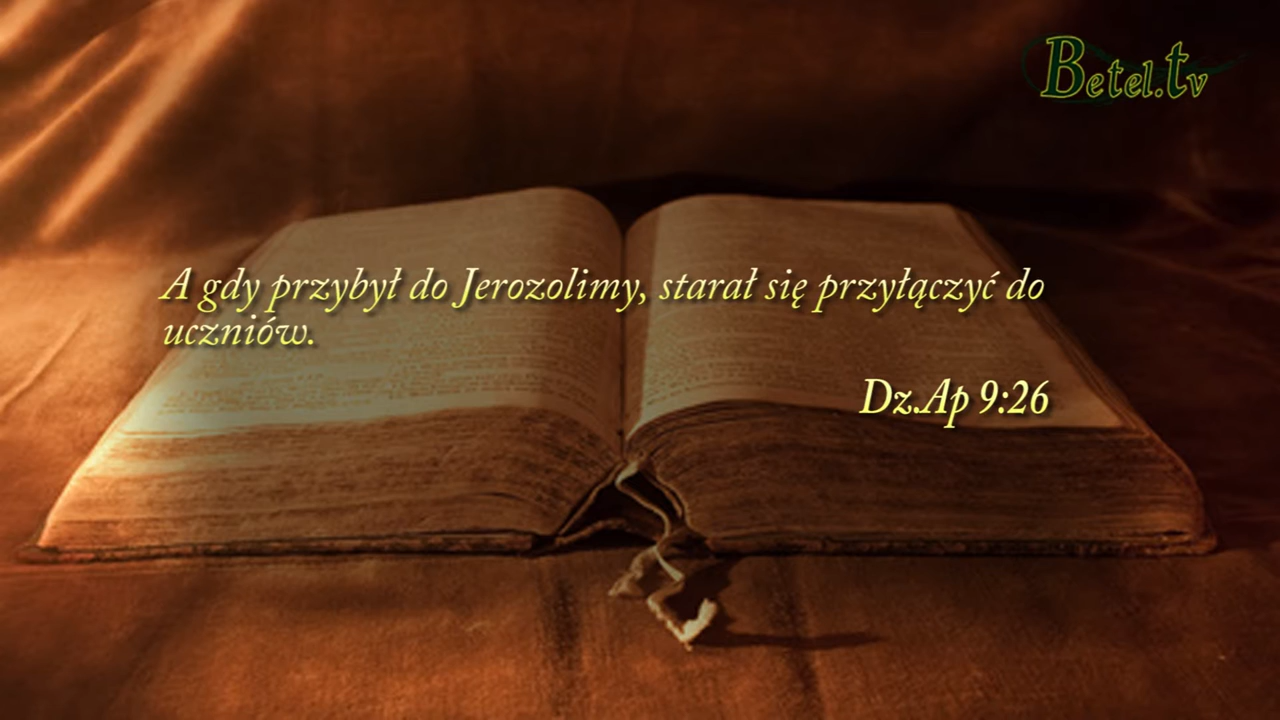 Betel.tv
A gdy przybył do Jerozolimy, starał się przyłączyć do
uczniów.
Dz.Ap 9:26